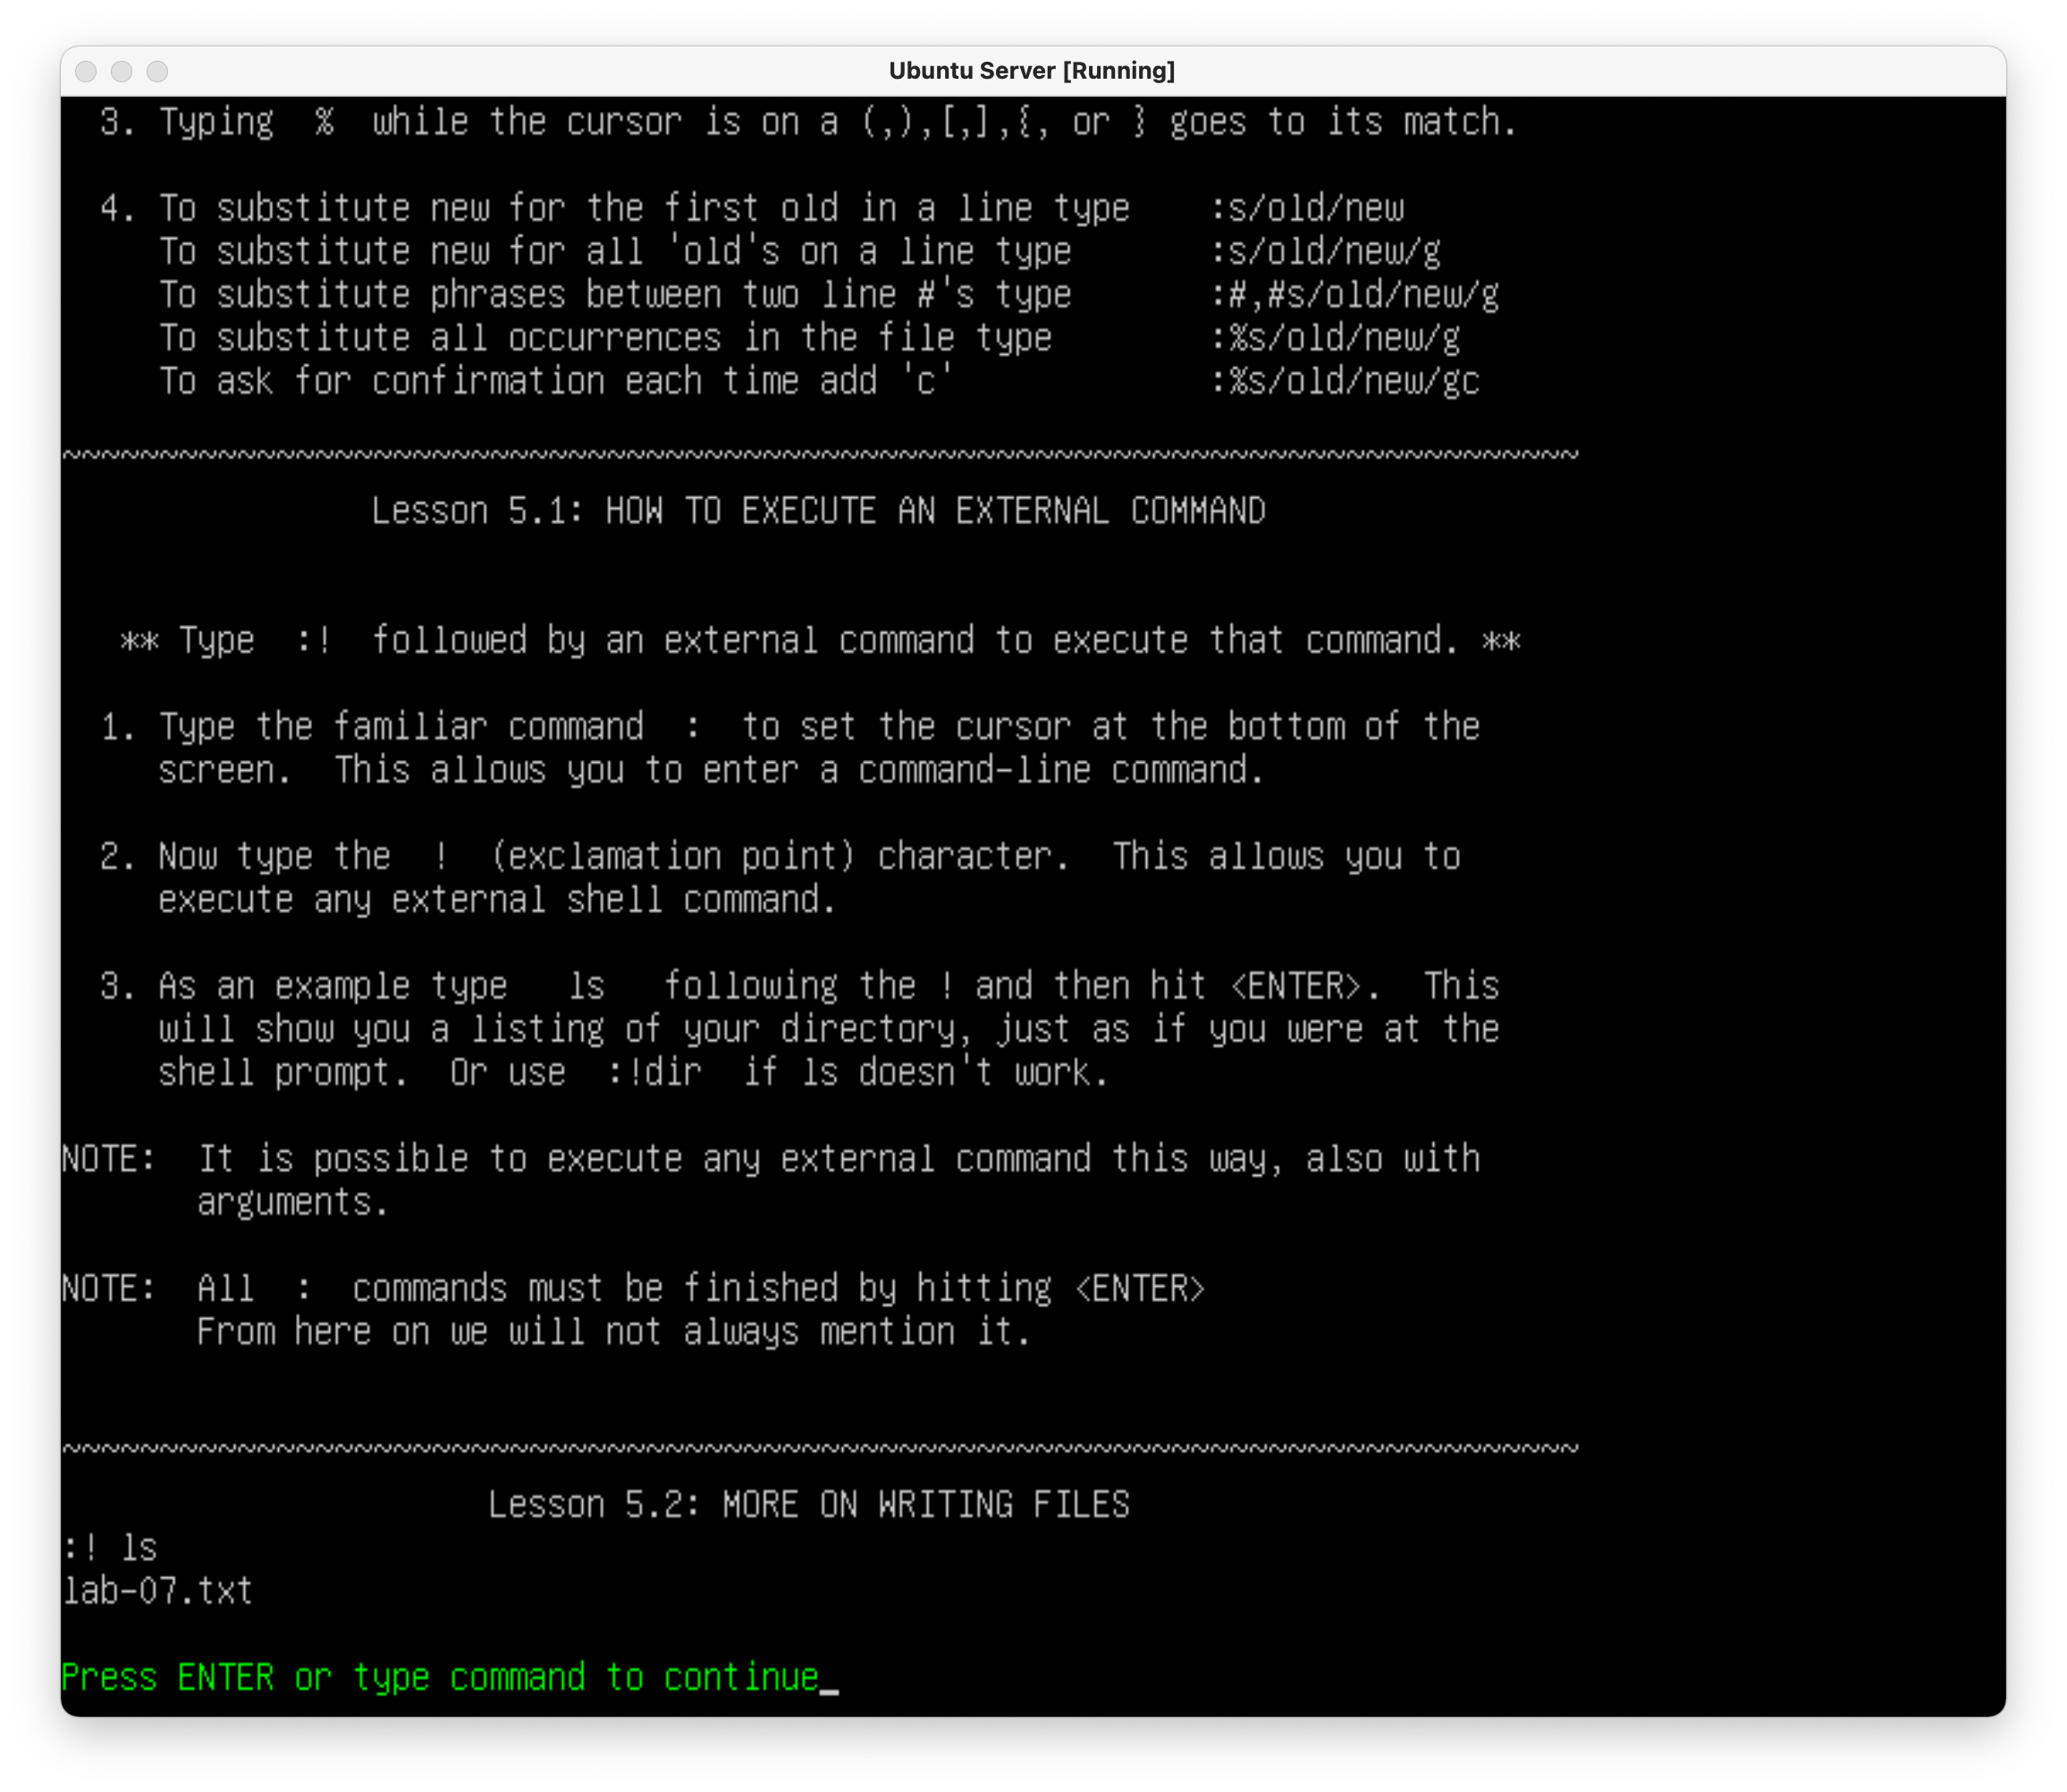 Ubuntu Server [Running]
3. Typing  %  while the cursor is on a (,),[,],{, or } goes to its match.
4. To substitute new for the first old in a line type    :s/old/new
To substitute new for all 'old's on a line type       :s/old/new/g
To substitute phrases between two line #'s type       :#,#s/old/new/g
To substitute all occurrences in the file type        :%s/old/new/g
To ask for confirmation each time add 'c'             :%s/old/new/gc
~~~~~~~~~~~~~~~~~~~~~~~~~~~~~~~~~~~~~~~~~~~~~~~~~~~~~~~~~~~~~~~~~~~~~~~~~~~~~~
Lesson 5.1: HOW TO EXECUTE AN EXTERNAL COMMAND
** Type  :!  followed by an external command to execute that command. **
1. Type the familiar command  :  to set the cursor at the bottom of the
screen.  This allows you to enter a command-line command.
2. Now type the  !  (exclamation point) character.  This allows you to
execute any external shell command.
3. As an example type   ls   following the ! and then hit <ENTER>.  This
will show you a listing of your directory, just as if you were at the
shell prompt.  Or use  :!dir  if ls doesn't work.
NOTE:  It is possible to execute any external command this way, also with
arguments.
NOTE:  All  :  commands must be finished by hitting <ENTER>
From here on we will not always mention it.
~~~~~~~~~~~~~~~~~~~~~~~~~~~~~~~~~~~~~~~~~~~~~~~~~~~~~~~~~~~~~~~~~~~~~~~~~~~~~~
Lesson 5.2: MORE ON WRITING FILES
:! ls
lab-07.txt
Press ENTER or type command to continue_